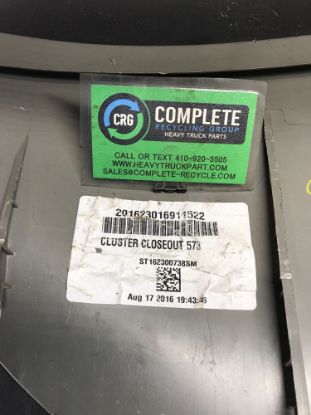 CRG
COMPLETE
RECYCLING GROUP
HEAVY TRUCK PARTS
CALL OR TEXT 410-920-5505
WWW.HEAVYTRUCKPART.COM
SALES@COMPLETE-RECYCLE.COM
201623016911522
CLUSTER CLOSEOUT 573
ST162300738SM
Aug 17 2016 19:43:46